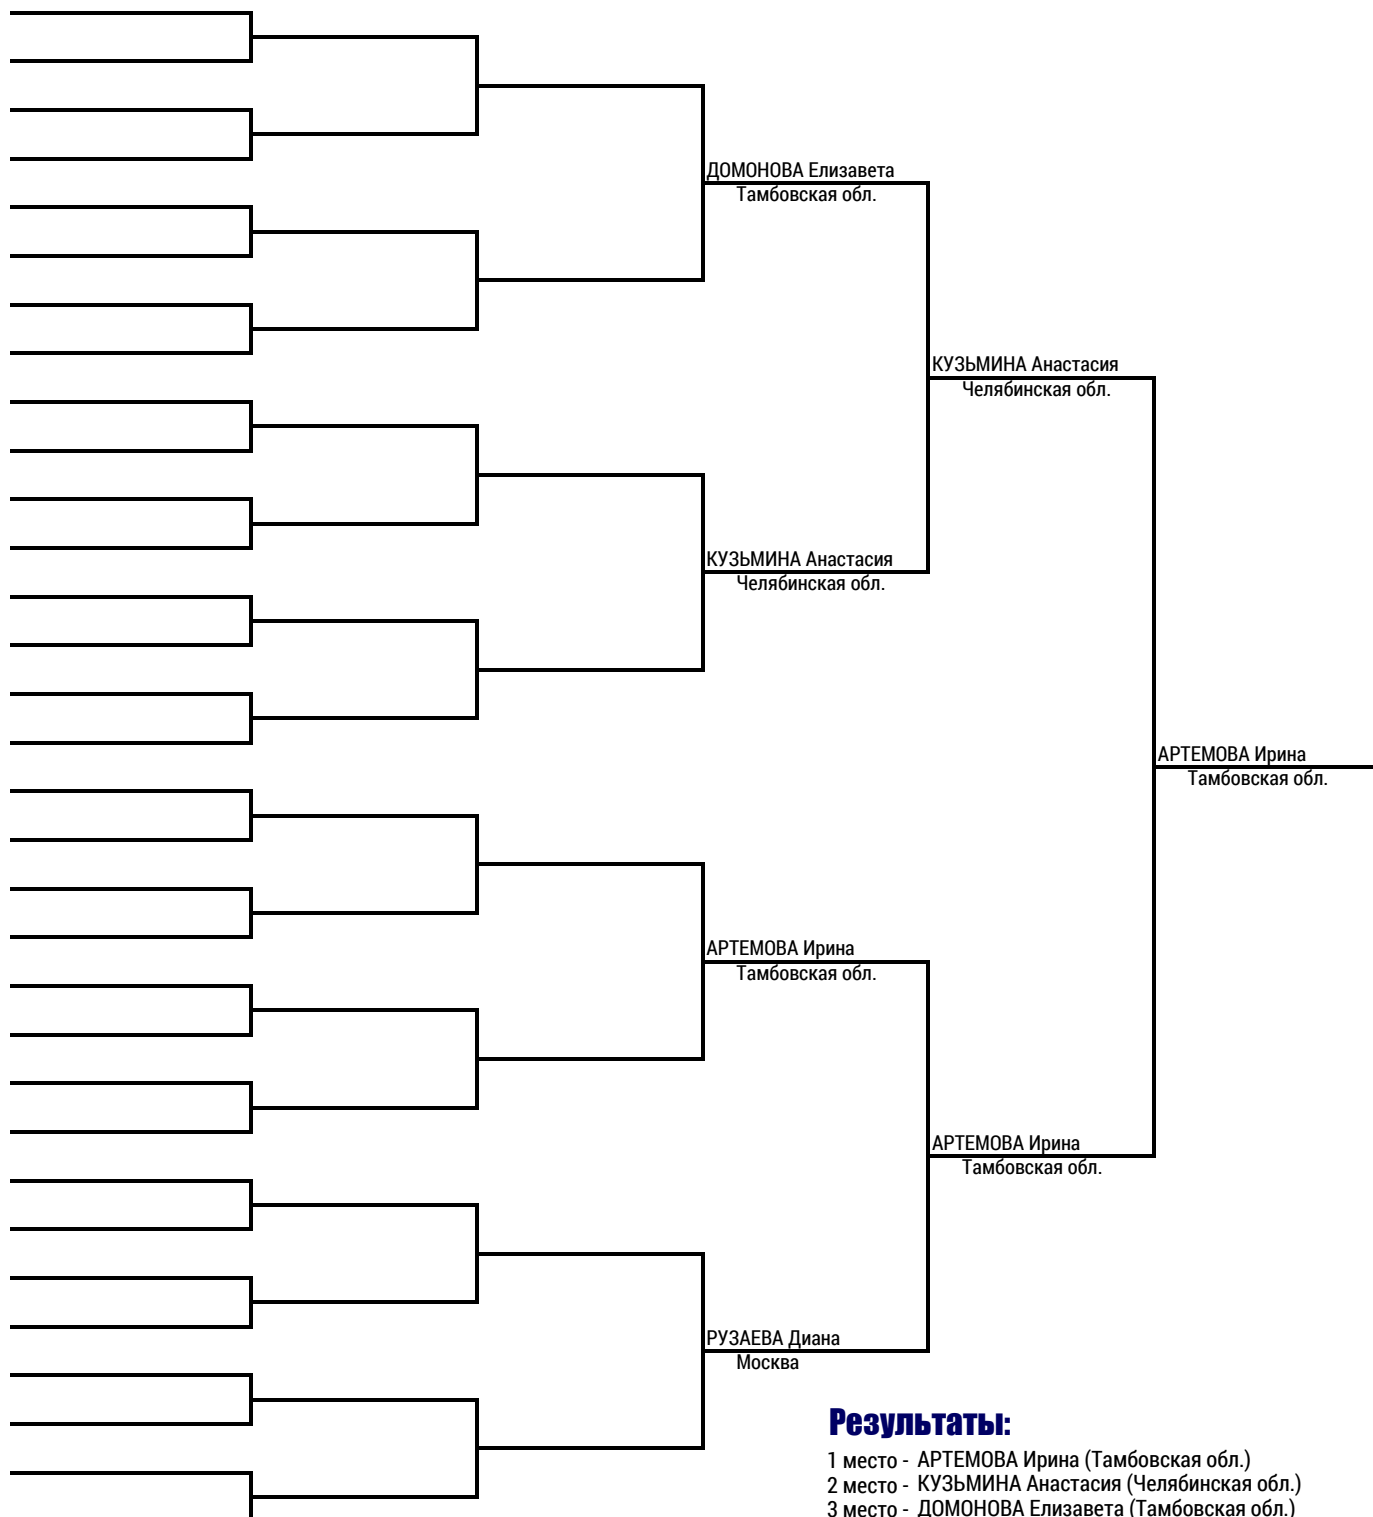 ДОМОНОВА Елизавета
Тамбовская обл.
КУЗЬМИНА Анастасия
Челябинская обл.
КУЗЬМИНА Анастасия
Челябинская обл.
АРТЕМОВА Ирина
Тамбовская обл.
АРТЕМОВА Ирина
Тамбовская обл.
АРТЕМОВА Ирина
Тамбовская обл.
РУЗАЕВА Диана
Москва
Результаты:
1 место - АРТЕМОВА Ирина (Тамбовская обл.)
2 место - КУЗЬМИНА Анастасия (Челябинская обл.)
3 место - ДОМОНОВА Елизавета (Тамбовская обл.)